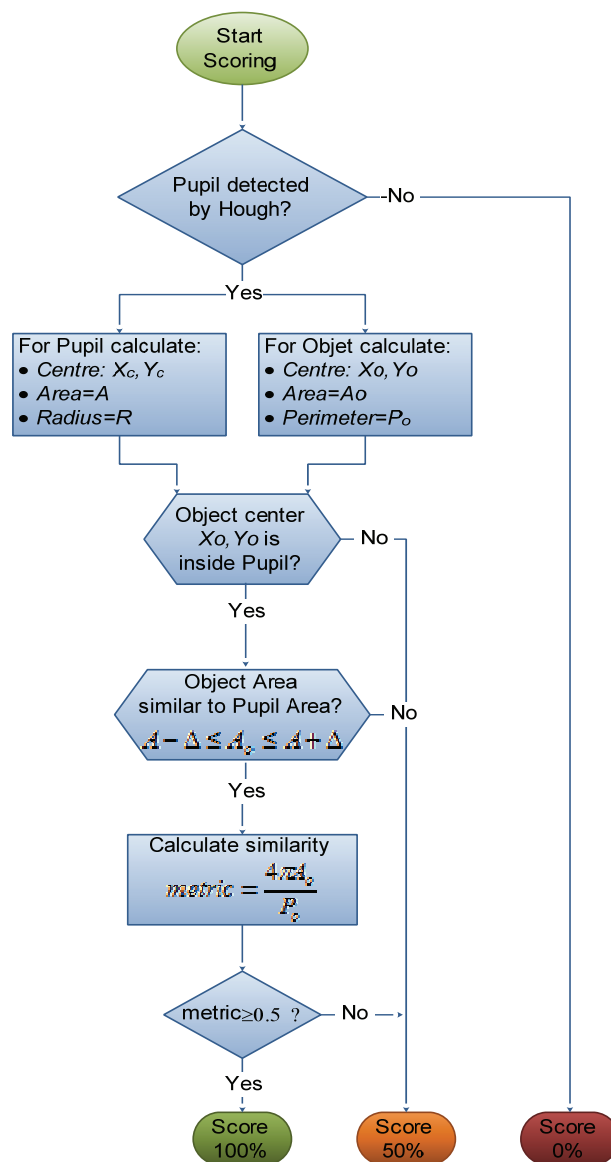 Start
Scoring
Pupil detected
by Hough?
No
Yes
For Pupil calculate:
• Centre: Xc, Yc
• Area=A
• Radius=R
For Objet calculate:
• Centre: Xo, Yo
• Area=Ao
• Perimeter=Po
Object center
Xo, Yo is
inside Pupil?
No
Yes
Object Area
similar to Pupil Area?
A − Δ ≤ Ao ≤ A + Δ
No
Yes
Calculate similarity
metric = 4πAo / Po
metric≥0.5 ?
No
Yes
Score
100%
Score
50%
Score
0%